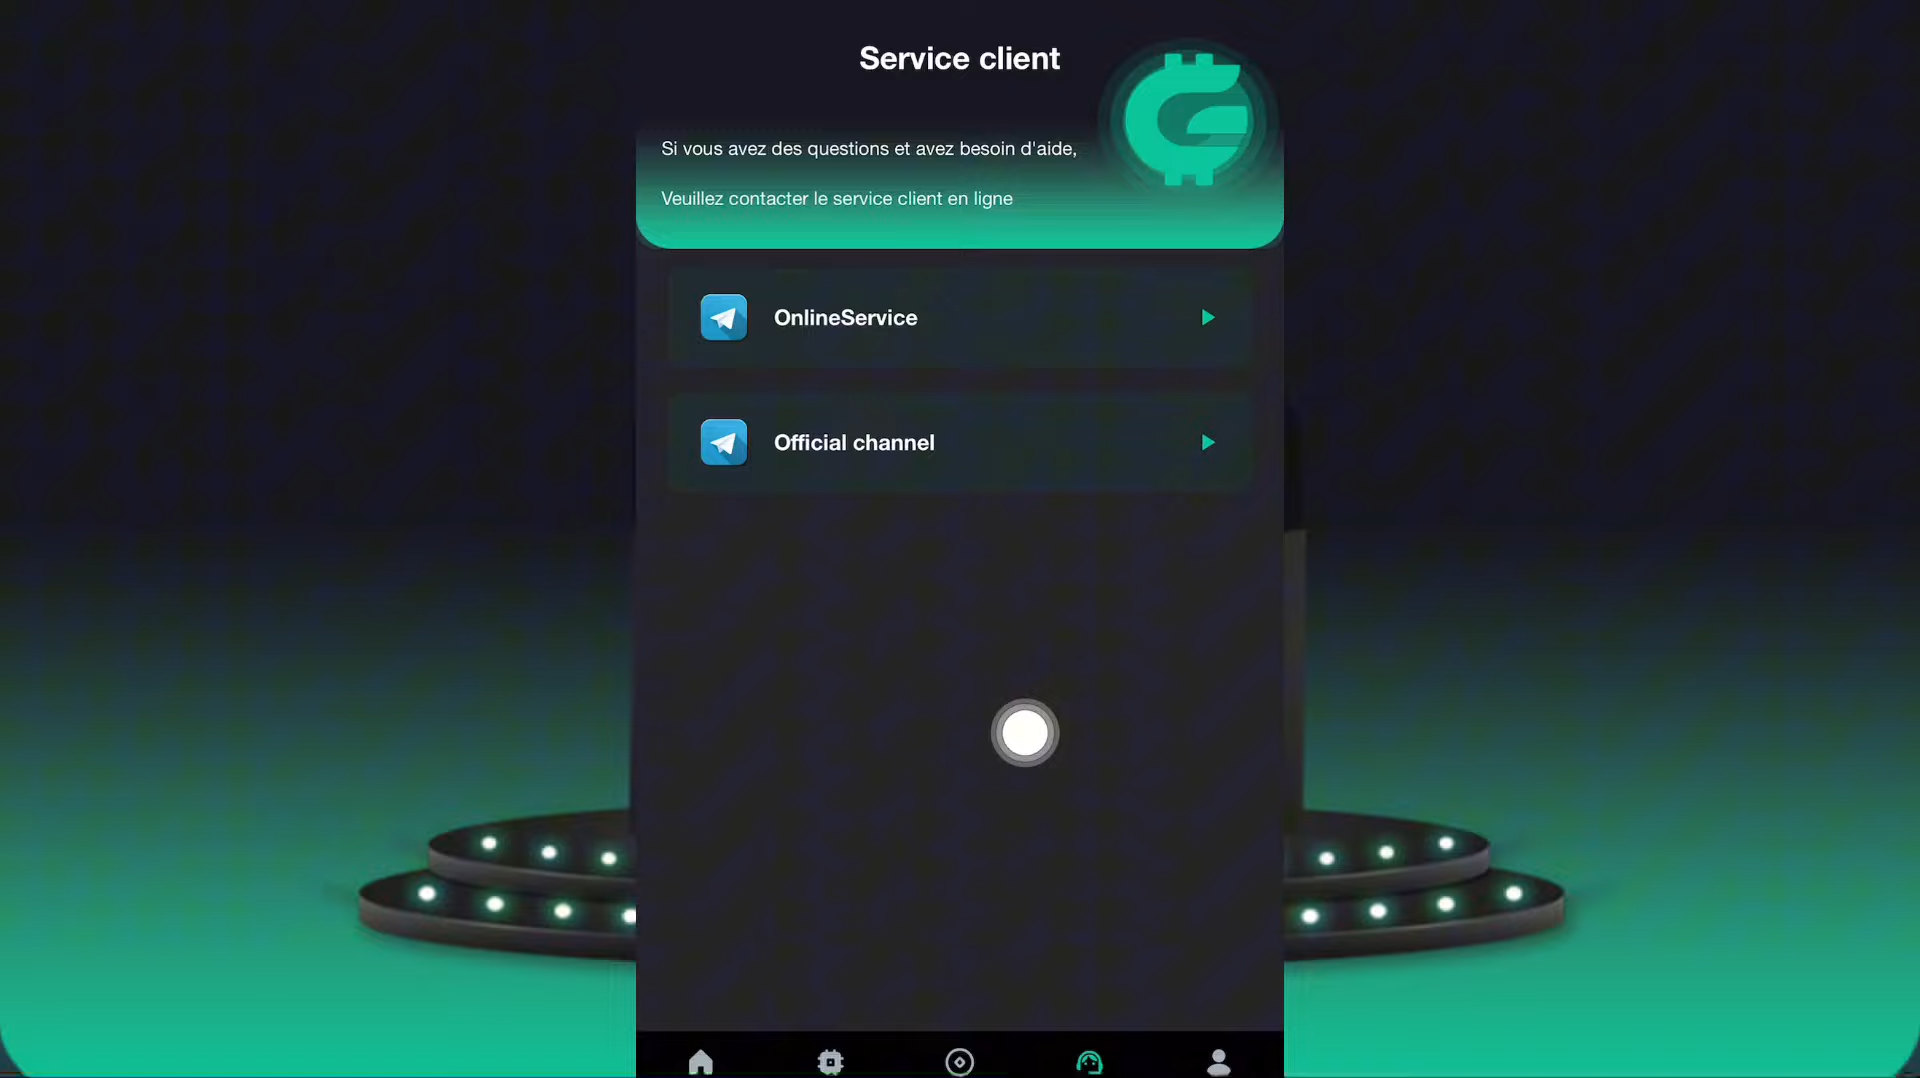 Service client
Si vous avez des questions et avez besoin d'aide,
Veuillez contacter le service client en ligne
OnlineService
Official channel